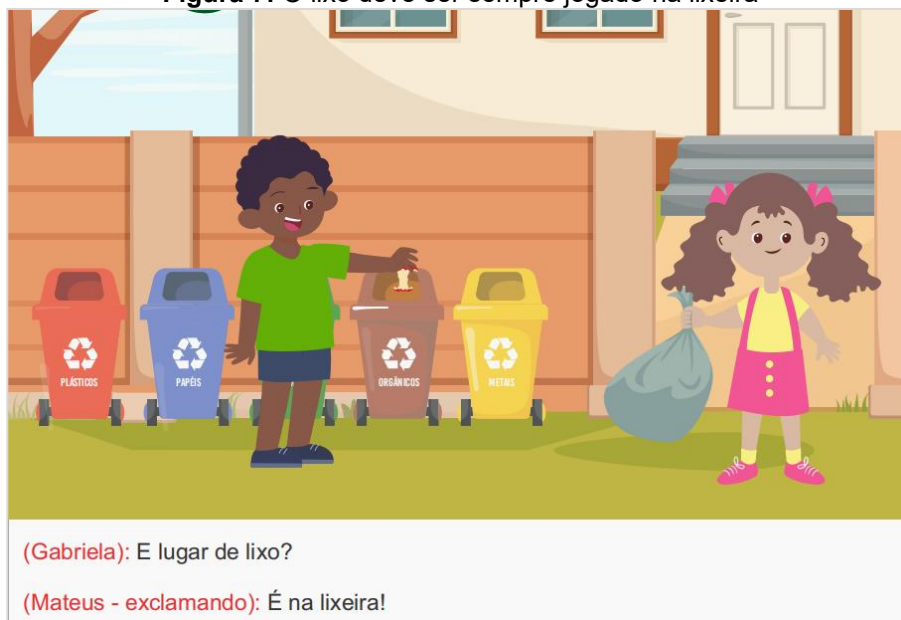 Figura 7: O lixo deve ser sempre jogado na lixeira
PLÁSTICOS
PAPÉIS
ORGÂNICOS
METAIS
(Gabriela): E lugar de lixo?
(Mateus - exclamando): É na lixeira!